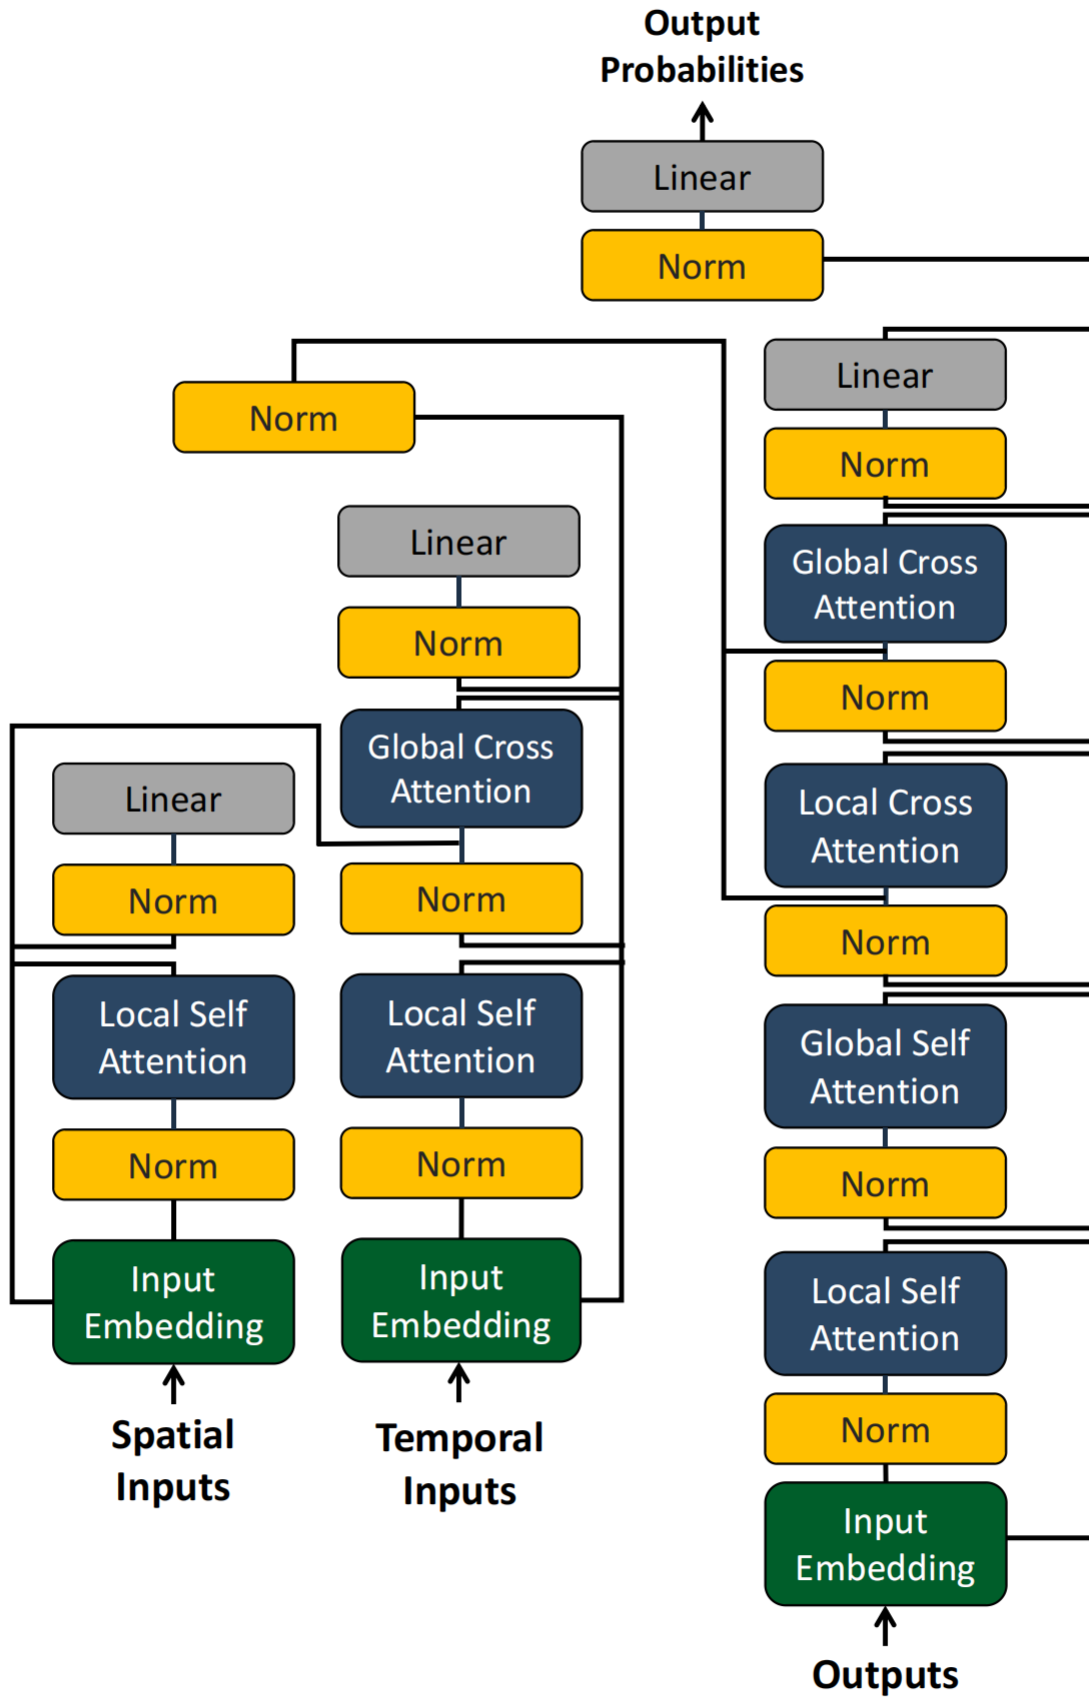 Output
Probabilities
Linear
Norm
Norm
Linear
Norm
Global Cross
Attention
Linear
Norm
Local Self
Attention
Norm
Input
Embedding
Spatial
Inputs
Linear
Norm
Global Cross
Attention
Norm
Local Self
Attention
Norm
Input
Embedding
Temporal
Inputs
Norm
Local Cross
Attention
Norm
Global Self
Attention
Norm
Local Self
Attention
Norm
Input
Embedding
Outputs